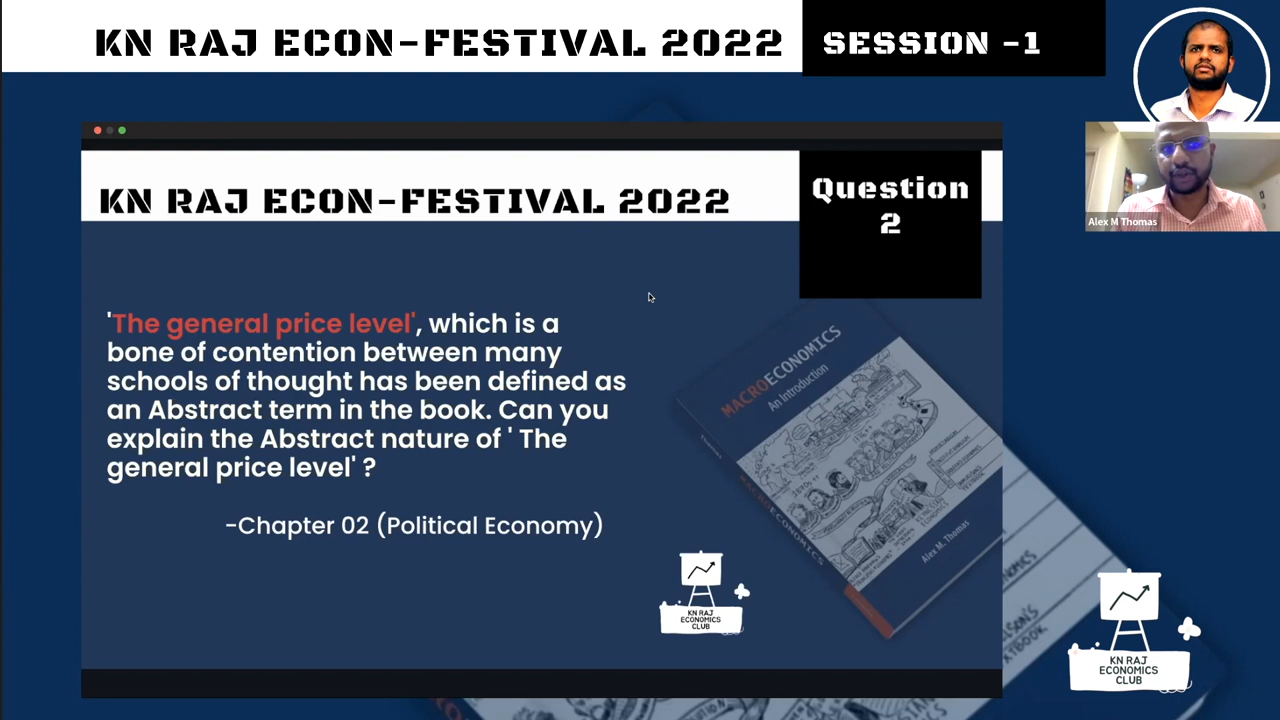 KN RAJ ECON-FESTIVAL 2022
SESSION -1
Alex M Thomas
KN RAJ ECON-FESTIVAL 2022
Question
2
'The general price level', which is a
bone of contention between many
schools of thought has been defined as
an Abstract term in the book. Can you
explain the Abstract nature of ' The
general price level' ?
-Chapter 02 (Political Economy)
MACROECONOMICS
An Introduction
Thomas
MACROECONOMICS
Alex M. Thomas
KN RAJ
ECONOMICS
CLUB
KN RAJ
ECONOMICS
CLUB